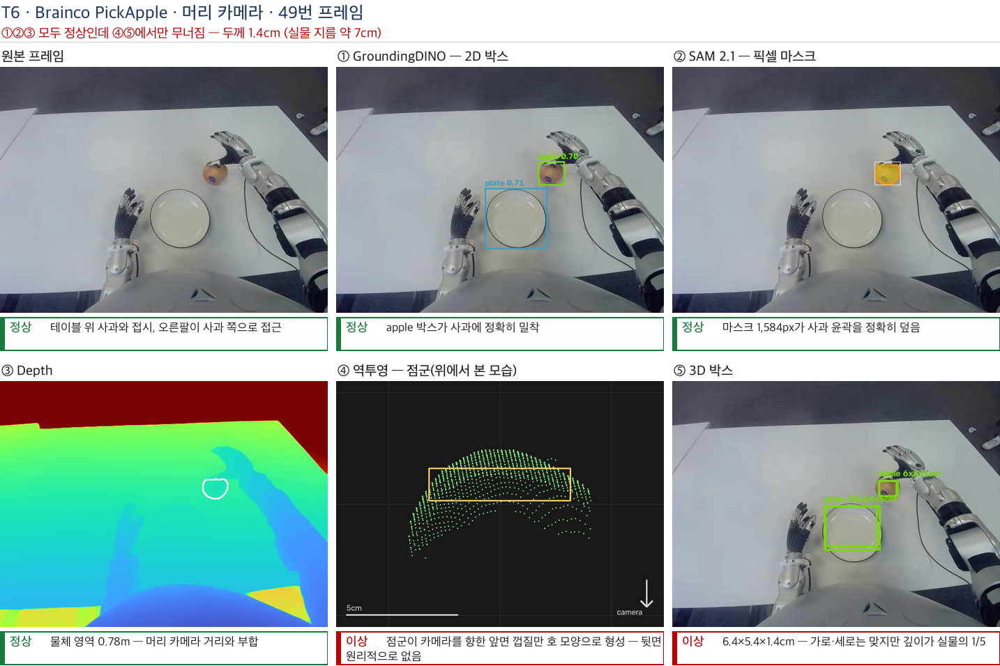 T6 · Brainco PickApple · 머리 카메라 · 49번 프레임
①②③ 모두 정상인데 ④⑤에서만 무너짐 — 두께 1.4cm (실물 지름 약 7cm)
원본 프레임
① GroundingDINO — 2D 박스
② SAM 2.1 — 픽셀 마스크
apple 0.70
plate 0.71
정상 테이블 위 사과와 접시, 오른팔이 사과 쪽으로 접근
정상 apple 박스가 사과에 정확히 밀착
정상 마스크 1,584px가 사과 윤곽을 정확히 덮음
③ Depth
④ 역투영 — 점군(위에서 본 모습)
⑤ 3D 박스
5cm
camera
apple 6x5x1cm
plate
정상 물체 영역 0.78m — 머리 카메라 거리와 부합
이상 점군이 카메라를 향한 앞면 껍질만 호 모양으로 형성 — 뒷면
원리적으로 없음
이상 6.4×5.4×1.4cm — 가로·세로는 맞지만 깊이가 실물의 1/5